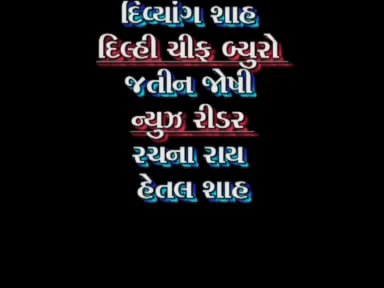 દિવ્યાંગ શાહ
દિલ્હી ચીફ બ્યુરો
જતીન જોષી
ન્યુઝ રીડર
રચના રાય
હેતલ શાહ